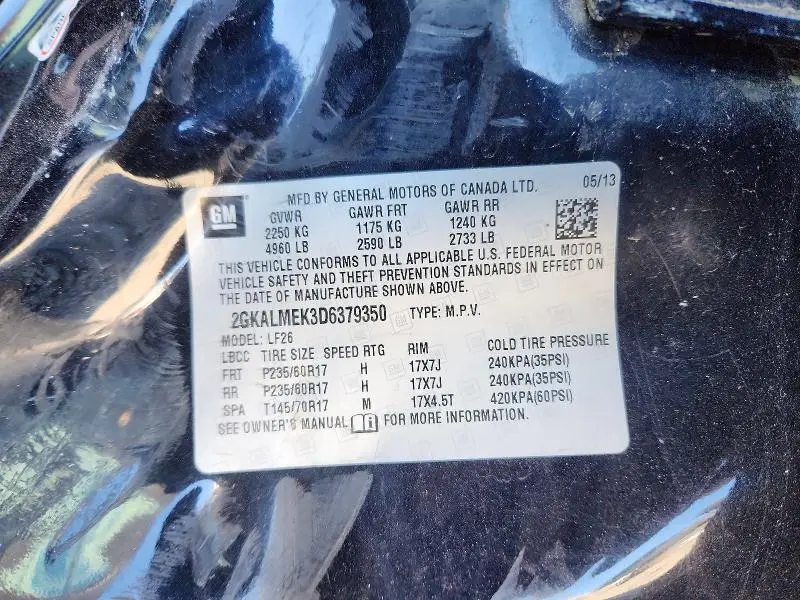 MFD BY GENERAL MOTORS OF CANADA LTD. 05/13
GM
GVWR GAWR FRT GAWR RR
2250 KG 1175 KG 1240 KG
4960 LB 2590 LB 2733 LB
THIS VEHICLE CONFORMS TO ALL APPLICABLE U.S. FEDERAL MOTOR
VEHICLE SAFETY AND THEFT PREVENTION STANDARDS IN EFFECT ON
THE DATE OF MANUFACTURE SHOWN ABOVE.
2GKALMEK3D6379350 TYPE: M.P.V.
MODEL: LF26
LBCC TIRE SIZE SPEED RTG RIM COLD TIRE PRESSURE
FRT P235/60R17 H 17X7J 240KPA(35PSI)
RR P235/60R17 H 17X7J 240KPA(35PSI)
SPA T145/70R17 M 17X4.5T 420KPA(60PSI)
SEE OWNER'S MANUAL FOR MORE INFORMATION.